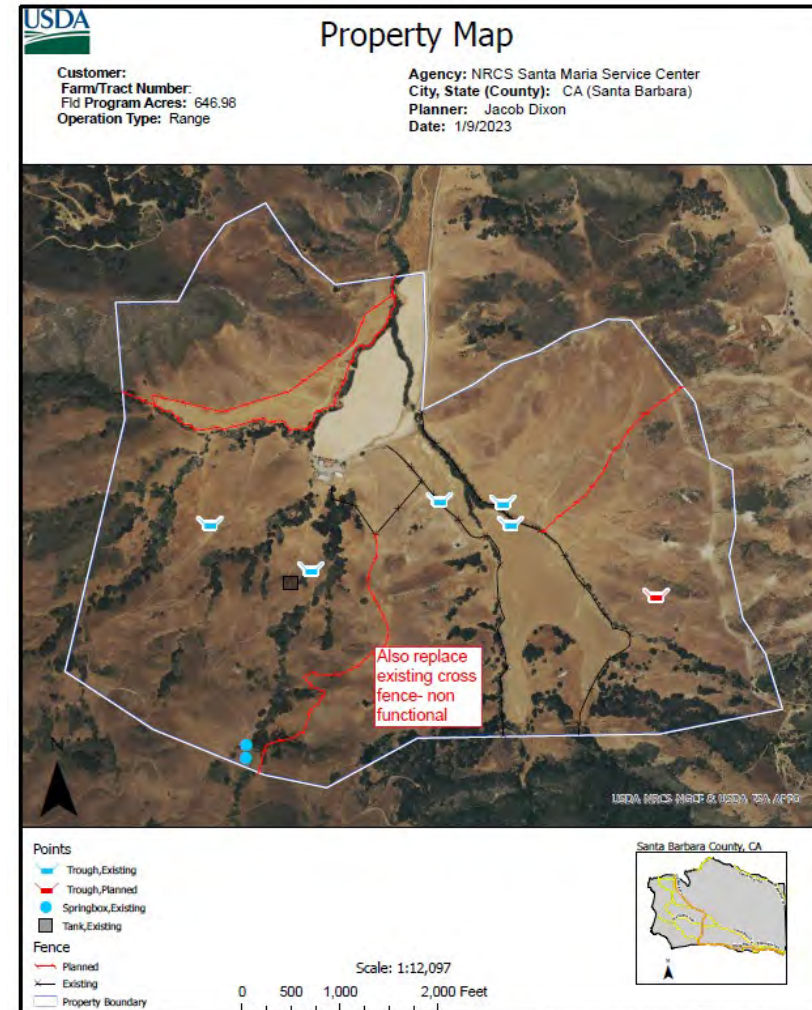 USDA
Property Map
Customer:
Farm/Tract Number:
Fld Program Acres: 646.98
Operation Type: Range
Agency: NRCS Santa Maria Service Center
City, State (County): CA (Santa Barbara)
Planner: Jacob Dixon
Date: 1/9/2023
Also replace
existing cross
fence- non
functional
N
USDA NRCS NGCE & USDA FSA APFO
Points
Trough,Existing
Trough,Planned
Springbox,Existing
Tank,Existing
Fence
Planned
Existing
Property Boundary
Scale: 1:12,097
0 500 1,000 2,000 Feet
Santa Barbara County, CA
N